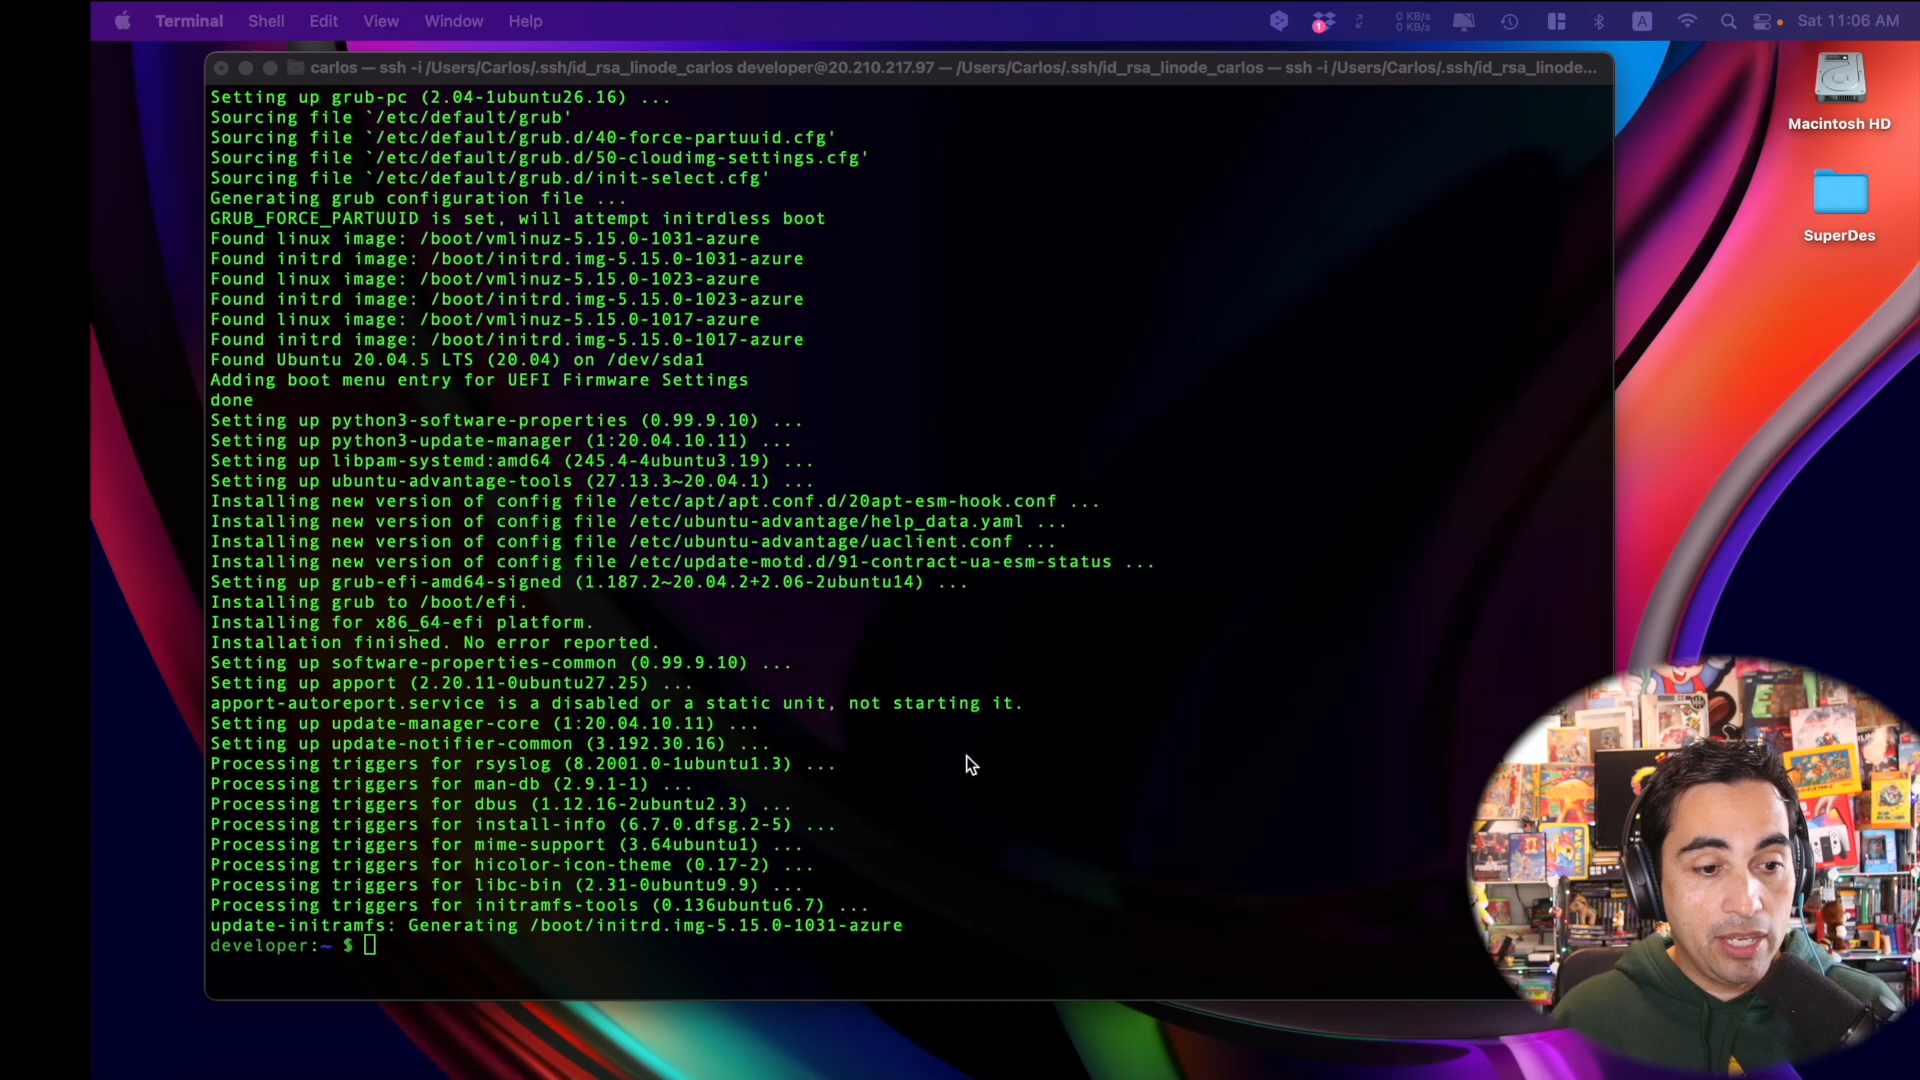 Terminal Shell Edit View Window Help
1 0 KB/s A Sat 11:06 AM
0 KB/s
carlos — ssh -i /Users/Carlos/.ssh/id_rsa_linode_carlos developer@20.210.217.97 — /Users/Carlos/.ssh/id_rsa_linode_carlos — ssh -i /Users/Carlos/.ssh/id_rsa_linode...
Setting up grub-pc (2.04-1ubuntu26.16) ...
Sourcing file `/etc/default/grub'
Sourcing file `/etc/default/grub.d/40-force-partuuid.cfg'
Sourcing file `/etc/default/grub.d/50-cloudimg-settings.cfg'
Sourcing file `/etc/default/grub.d/init-select.cfg'
Generating grub configuration file ...
GRUB_FORCE_PARTUUID is set, will attempt initrdless boot
Found linux image: /boot/vmlinuz-5.15.0-1031-azure
Found initrd image: /boot/initrd.img-5.15.0-1031-azure
Found linux image: /boot/vmlinuz-5.15.0-1023-azure
Found initrd image: /boot/initrd.img-5.15.0-1023-azure
Found linux image: /boot/vmlinuz-5.15.0-1017-azure
Found initrd image: /boot/initrd.img-5.15.0-1017-azure
Found Ubuntu 20.04.5 LTS (20.04) on /dev/sda1
Adding boot menu entry for UEFI Firmware Settings
done
Setting up python3-software-properties (0.99.9.10) ...
Setting up python3-update-manager (1:20.04.10.11) ...
Setting up libpam-systemd:amd64 (245.4-4ubuntu3.19) ...
Setting up ubuntu-advantage-tools (27.13.3~20.04.1) ...
Installing new version of config file /etc/apt/apt.conf.d/20apt-esm-hook.conf ...
Installing new version of config file /etc/ubuntu-advantage/help_data.yaml ...
Installing new version of config file /etc/ubuntu-advantage/uaclient.conf ...
Installing new version of config file /etc/update-motd.d/91-contract-ua-esm-status ...
Setting up grub-efi-amd64-signed (1.187.2~20.04.2+2.06-2ubuntu14) ...
Installing grub to /boot/efi.
Installing for x86_64-efi platform.
Installation finished. No error reported.
Setting up software-properties-common (0.99.9.10) ...
Setting up apport (2.20.11-0ubuntu27.25) ...
apport-autoreport.service is a disabled or a static unit, not starting it.
Setting up update-manager-core (1:20.04.10.11) ...
Setting up update-notifier-common (3.192.30.16) ...
Processing triggers for rsyslog (8.2001.0-1ubuntu1.3) ...
Processing triggers for man-db (2.9.1-1) ...
Processing triggers for dbus (1.12.16-2ubuntu2.3) ...
Processing triggers for install-info (6.7.0.dfsg.2-5) ...
Processing triggers for mime-support (3.64ubuntu1) ...
Processing triggers for hicolor-icon-theme (0.17-2) ...
Processing triggers for libc-bin (2.31-0ubuntu9.9) ...
Processing triggers for initramfs-tools (0.136ubuntu6.7) ...
update-initramfs: Generating /boot/initrd.img-5.15.0-1031-azure
developer:~ $
Macintosh HD
SuperDes